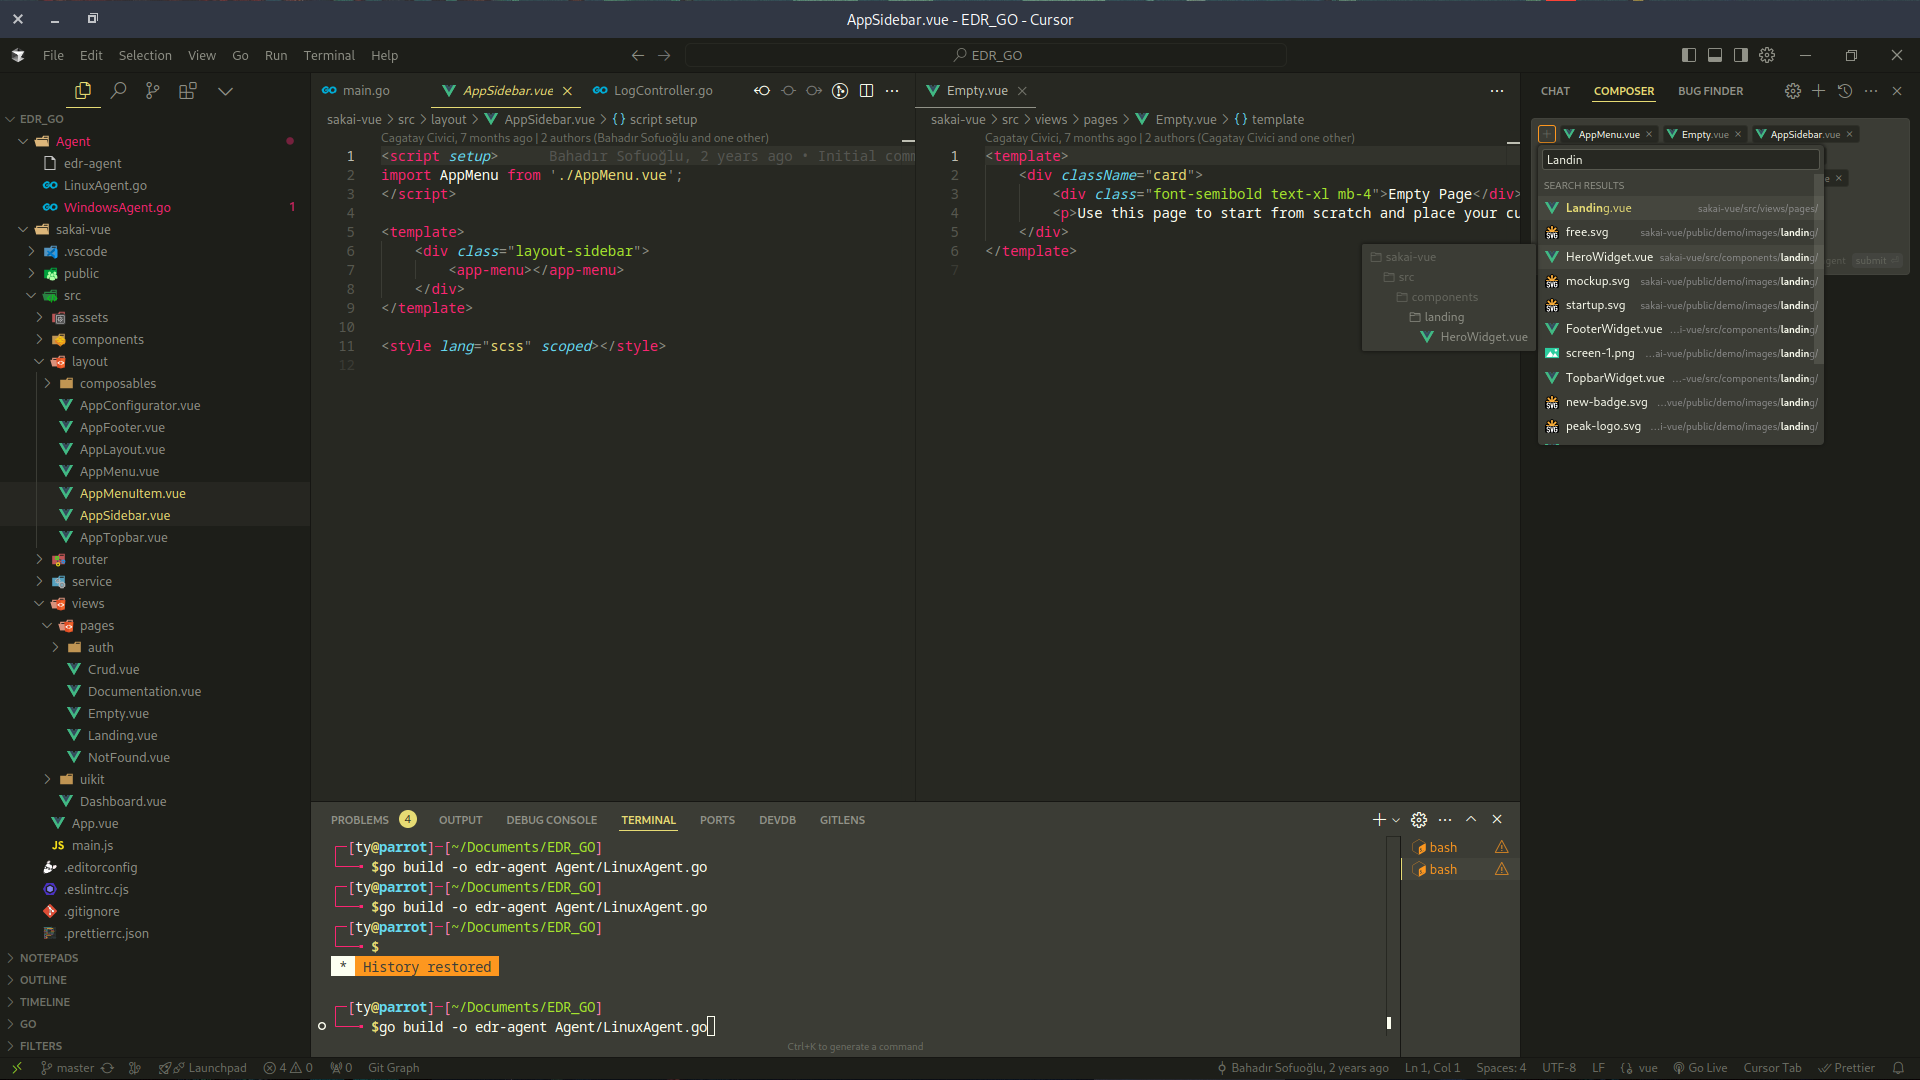 AppSidebar.vue - EDR_GO - Cursor
File Edit Selection View Go Run Terminal Help
EDR_GO
main.go
AppSidebar.vue
LogController.go
Empty.vue
CHAT COMPOSER BUG FINDER
EDR_GO
Agent
edr-agent
LinuxAgent.go
WindowsAgent.go 1
sakai-vue
.vscode
public
src
assets
components
layout
composables
AppConfigurator.vue
AppFooter.vue
AppLayout.vue
AppMenu.vue
AppMenuItem.vue
AppSidebar.vue
AppTopbar.vue
router
service
views
pages
auth
Crud.vue
Documentation.vue
Empty.vue
Landing.vue
NotFound.vue
uikit
Dashboard.vue
App.vue
JS main.js
.editorconfig
.eslintrc.cjs
.gitignore
.prettierrc.json
NOTEPADS
OUTLINE
TIMELINE
GO
FILTERS
sakai-vue > src > layout > AppSidebar.vue > {} script setup
Cagatay Civici, 7 months ago | 2 authors (Bahadır Sofuoğlu and one other)
1 <script setup> Bahadır Sofuoğlu, 2 years ago • Initial comm
2 import AppMenu from './AppMenu.vue';
3 </script>
4
5 <template>
6 <div class="layout-sidebar">
7 <app-menu></app-menu>
8 </div>
9 </template>
10
11 <style lang="scss" scoped></style>
12
sakai-vue > src > views > pages > Empty.vue > {} template
Cagatay Civici, 7 months ago | 2 authors (Cagatay Civici and one other)
1 <template>
2 <div className="card">
3 <div class="font-semibold text-xl mb-4">Empty Page</div>
4 <p>Use this page to start from scratch and place your cu
5 </div>
6 </template>
7
sakai-vue
src
components
landing
HeroWidget.vue
AppMenu.vue × Empty.vue × AppSidebar.vue ×
Landin
SEARCH RESULTS
Landing.vue sakai-vue/src/views/pages/
free.svg sakai-vue/public/demo/images/landing/
HeroWidget.vue sakai-vue/src/components/landing/
mockup.svg sakai-vue/public/demo/images/landing/
startup.svg sakai-vue/public/demo/images/landing/
FooterWidget.vue ...i-vue/src/components/landing/
screen-1.png ...ai-vue/public/demo/images/landing/
TopbarWidget.vue ...-vue/src/components/landing/
new-badge.svg ...vue/public/demo/images/landing/
peak-logo.svg ...i-vue/public/demo/images/landing/
e ×
gent submit
PROBLEMS 4 OUTPUT DEBUG CONSOLE TERMINAL PORTS DEVDB GITLENS
[ty@parrot]─[~/Documents/EDR_GO]
$go build -o edr-agent Agent/LinuxAgent.go
[ty@parrot]─[~/Documents/EDR_GO]
$go build -o edr-agent Agent/LinuxAgent.go
[ty@parrot]─[~/Documents/EDR_GO]
$
* History restored
[ty@parrot]─[~/Documents/EDR_GO]
$go build -o edr-agent Agent/LinuxAgent.go
Ctrl+K to generate a command
bash
bash
master Launchpad 4 0 0 Git Graph
Bahadır Sofuoğlu, 2 years ago Ln 1, Col 1 Spaces: 4 UTF-8 LF {} vue Go Live Cursor Tab Prettier